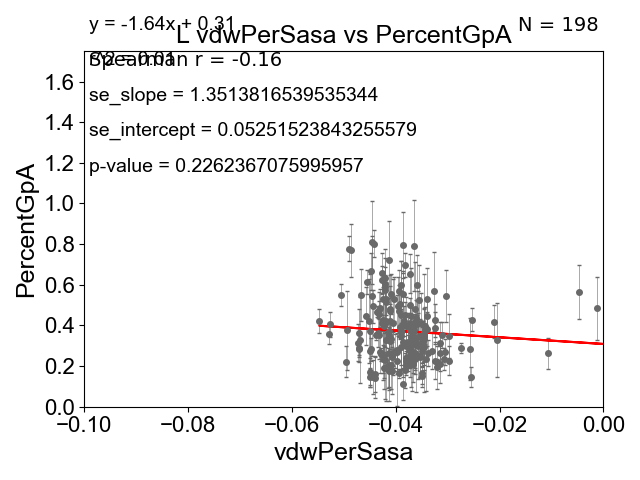 y = -1.64x + 0.31
N = 198
L vdwPerSasa vs PercentGpA
Spearman r = -0.16
se_slope = 1.3513816539535344
se_intercept = 0.05251523843255579
p-value = 0.2262367075995957
PercentGpA
1.6
1.4
1.2
1.0
0.8
0.6
0.4
0.2
0.0
−0.10
−0.08
−0.06
−0.04
−0.02
0.00
vdwPerSasa